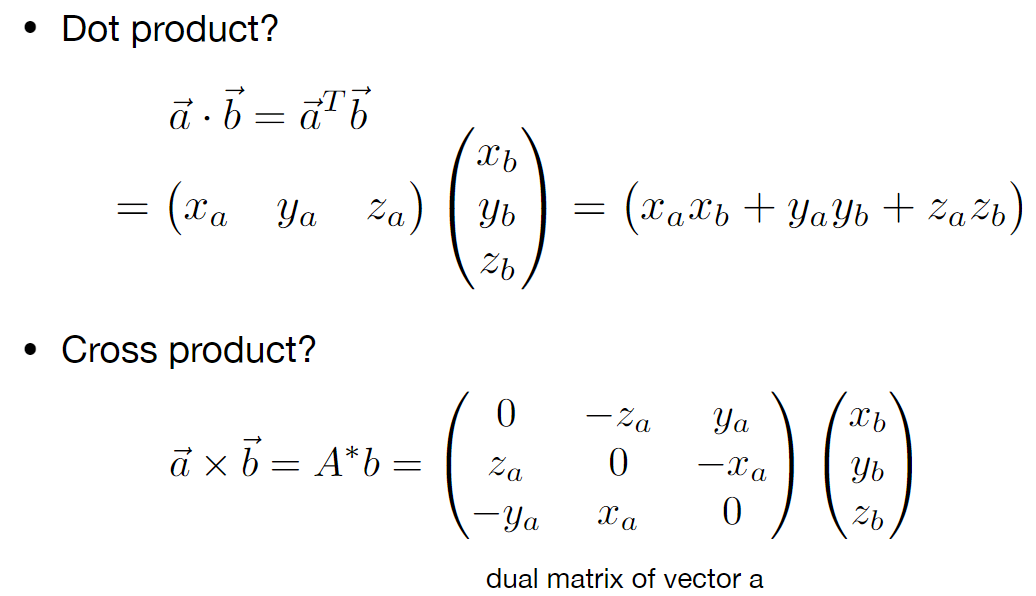 • Dot product?
$\vec{a} \cdot \vec{b} = \vec{a}^T \vec{b}$
$= \begin{pmatrix} x_a & y_a & z_a \end{pmatrix} \begin{pmatrix} x_b \\ y_b \\ z_b \end{pmatrix} = \begin{pmatrix} x_a x_b + y_a y_b + z_a z_b \end{pmatrix}$
• Cross product?
$\vec{a} \times \vec{b} = A^* b = \begin{pmatrix} 0 & -z_a & y_a \\ z_a & 0 & -x_a \\ -y_a & x_a & 0 \end{pmatrix} \begin{pmatrix} x_b \\ y_b \\ z_b \end{pmatrix}$
dual matrix of vector a